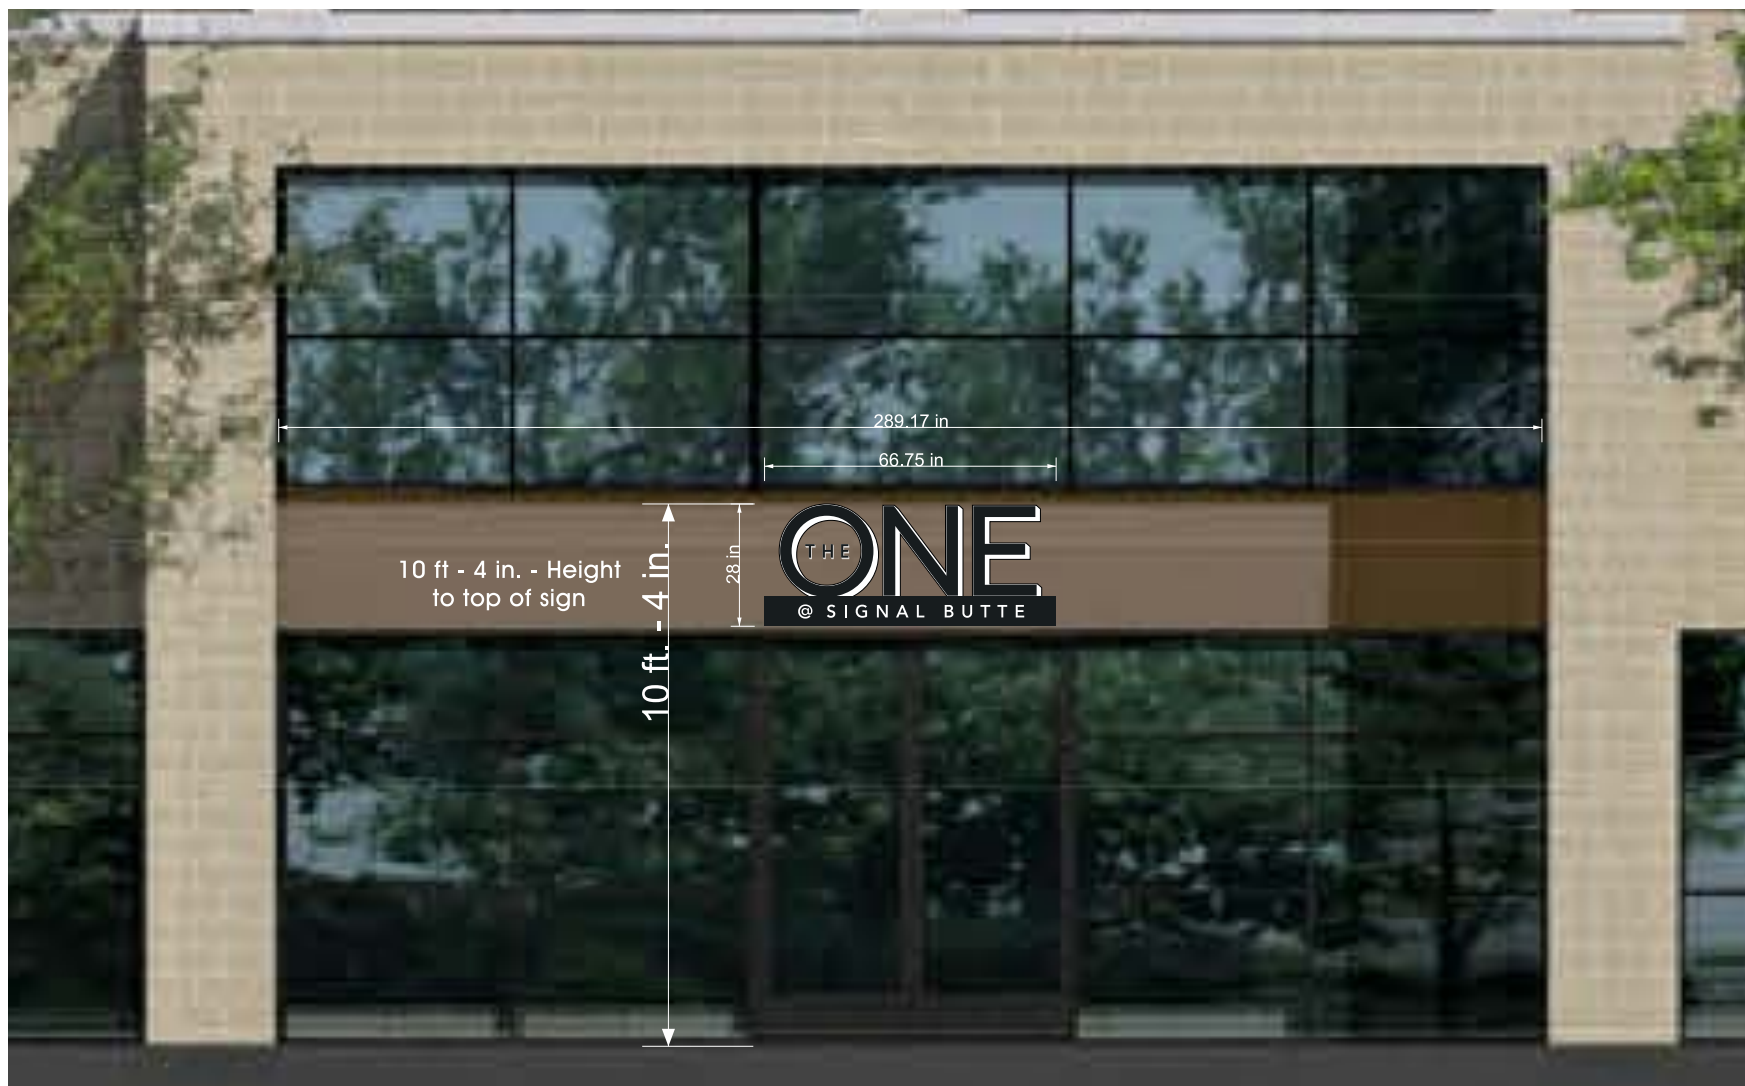 289.17 in
66.75 in
10 ft - 4 in. - Height
to top of sign
10 ft. - 4 in.
28 in
THE
ONE
@ SIGNAL BUTTE